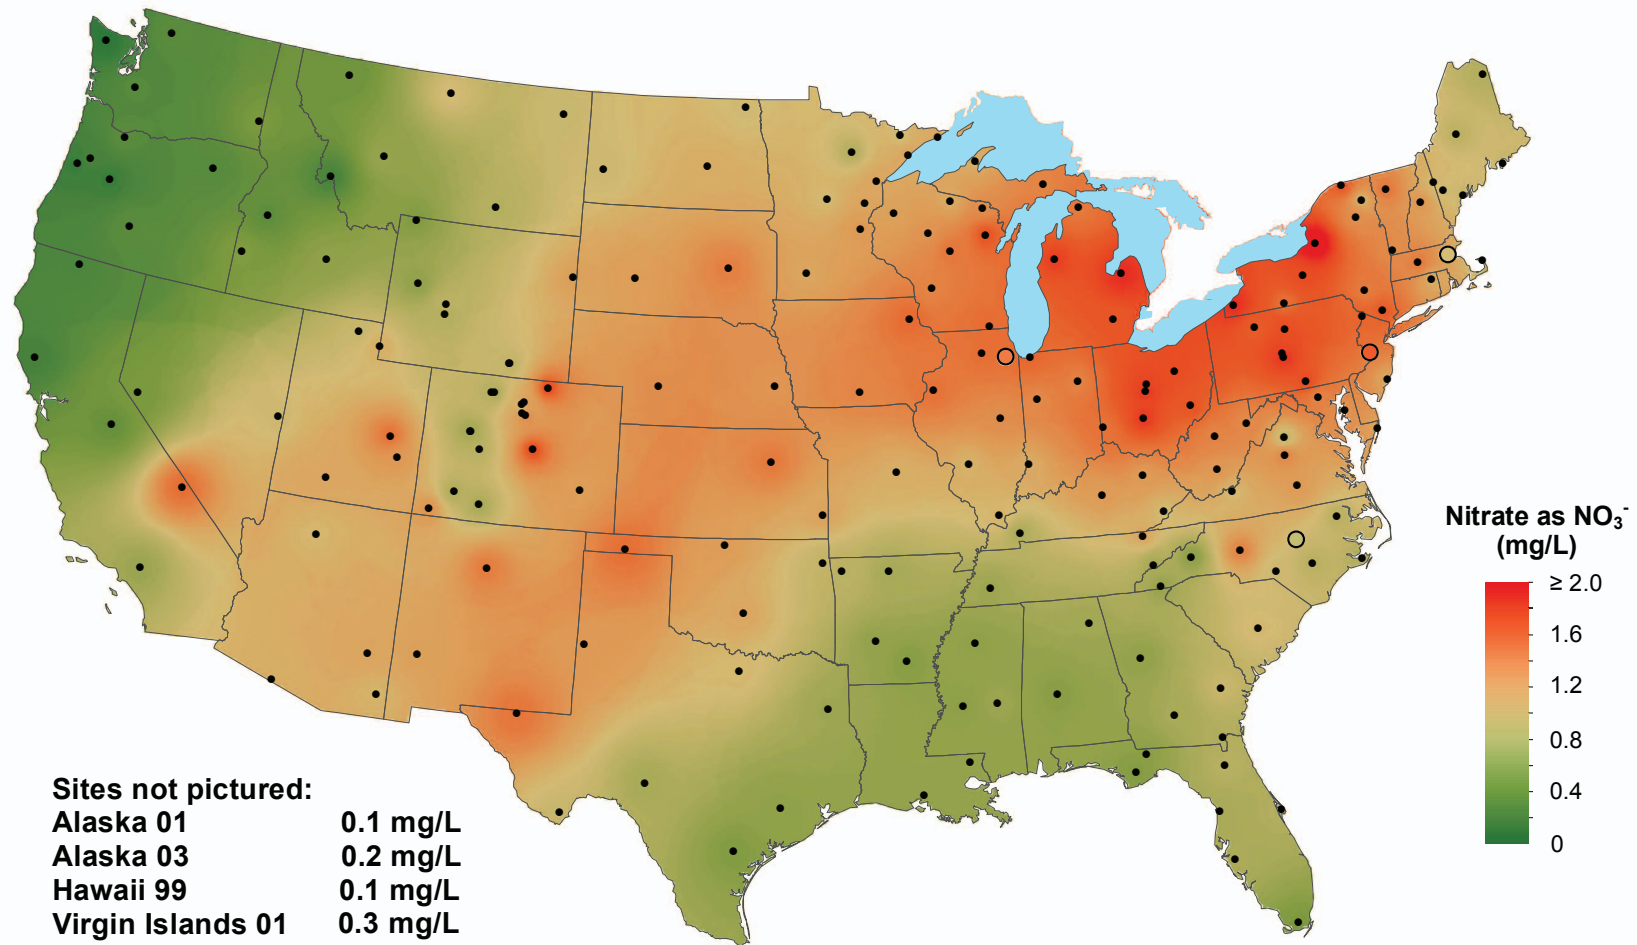 Nitrate as NO₃⁻
(mg/L)
≥ 2.0
1.6
1.2
0.8
0.4
0
Sites not pictured:
Alaska 01 0.1 mg/L
Alaska 03 0.2 mg/L
Hawaii 99 0.1 mg/L
Virgin Islands 01 0.3 mg/L